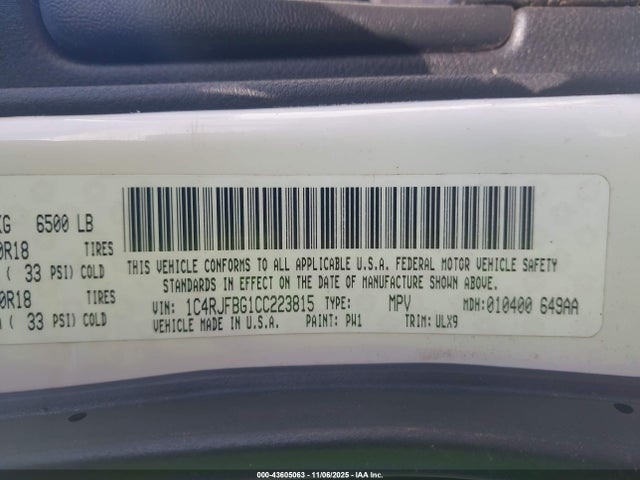 KG 6500 LB
0R18 TIRES
( 33 PSI) COLD
0R18 TIRES
( 33 PSI) COLD
THIS VEHICLE CONFORMS TO ALL APPLICABLE U.S.A. FEDERAL MOTOR VEHICLE SAFETY
STANDARDS IN EFFECT ON THE DATE OF MANUFACTURE SHOWN ABOVE.
VIN: 1C4RJFBG1CC223815 TYPE: MPV MDH: 010400 649AA
VEHICLE MADE IN U.S.A. PAINT: PW1 TRIM: ULX9
000-43605063 - 11/06/2025 - IAA Inc.